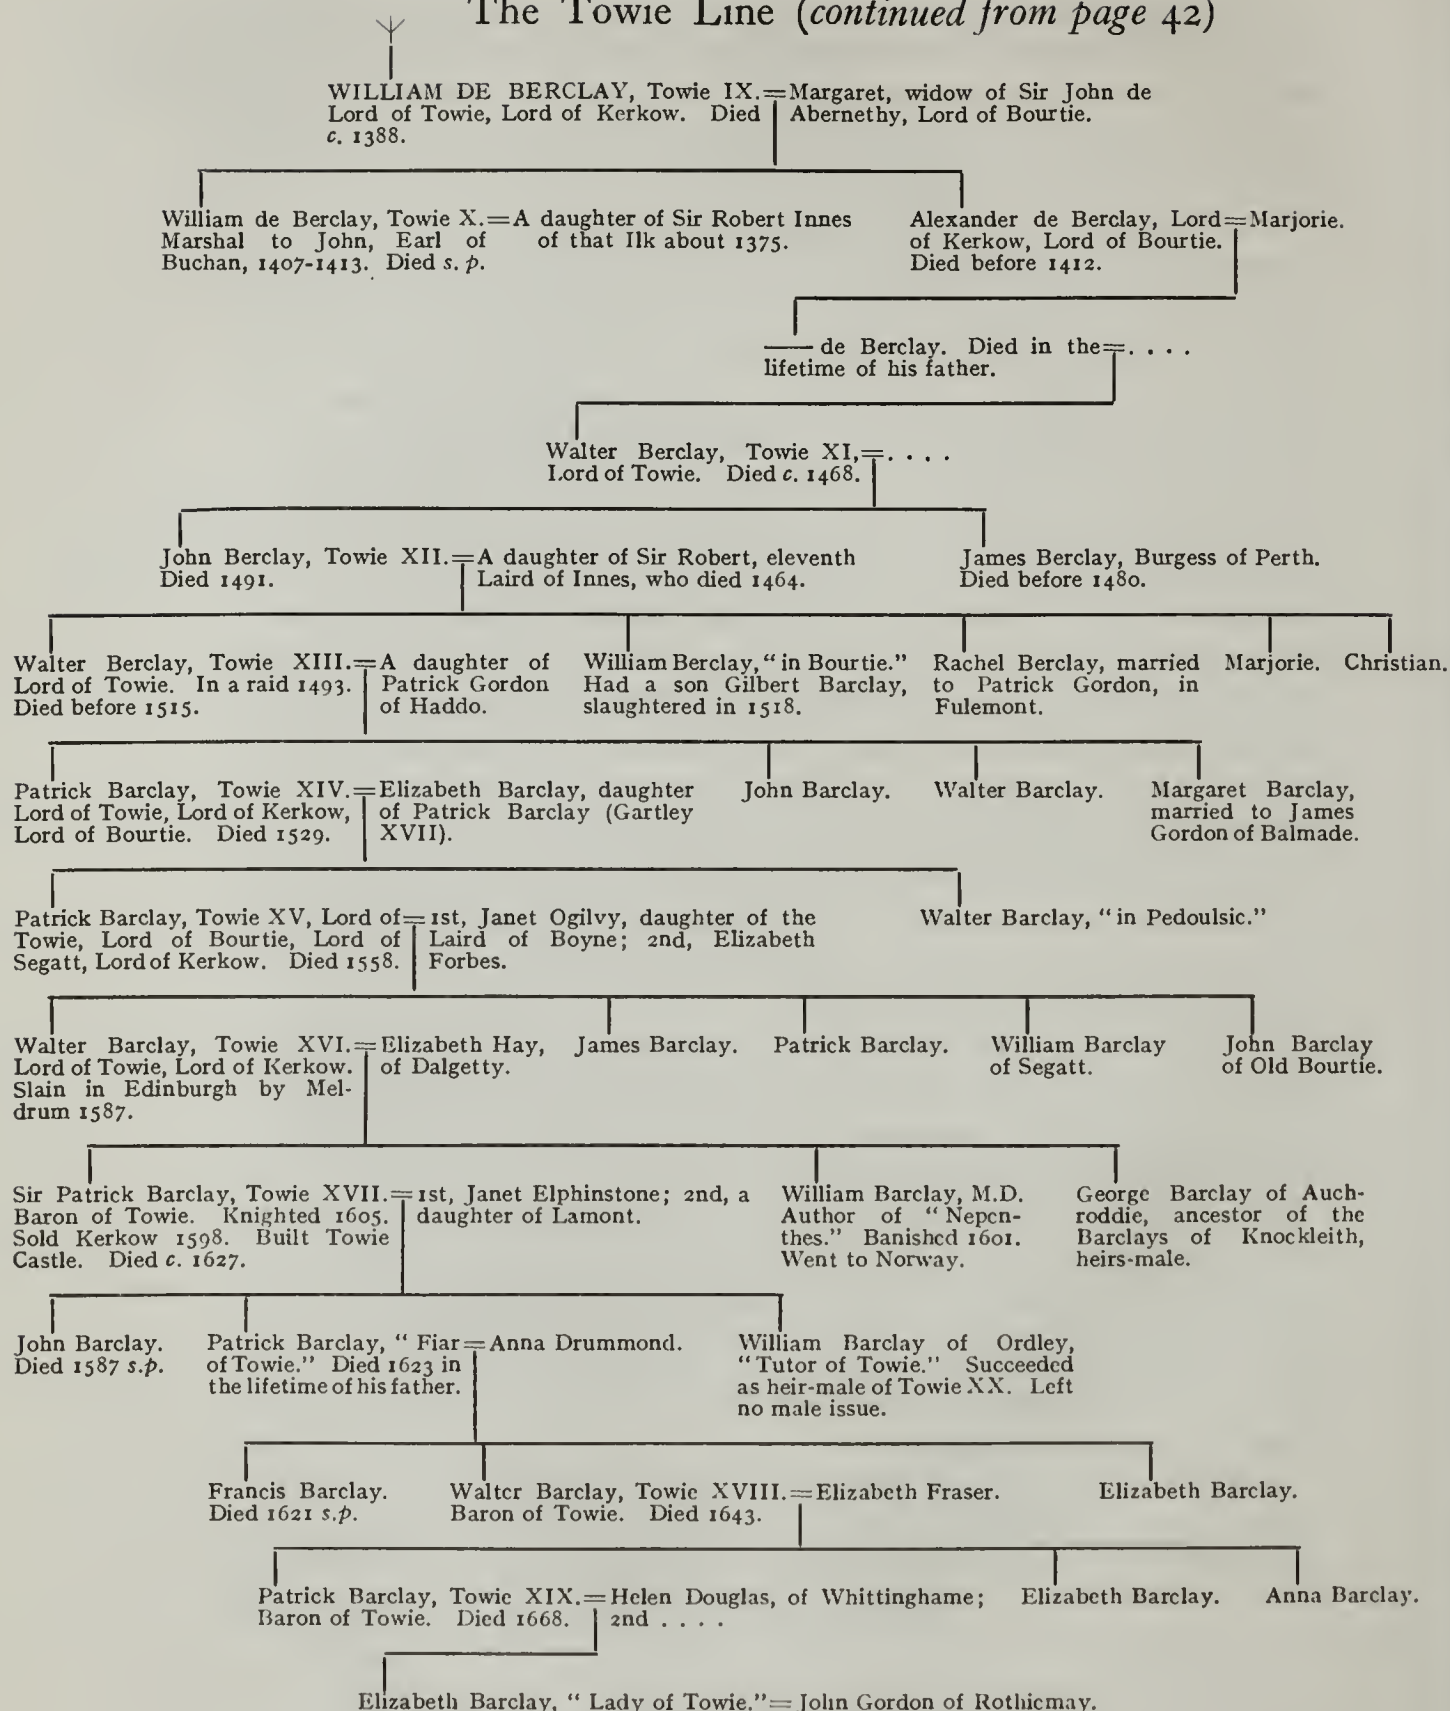 The Towie Line (continued from page 42)
WILLIAM DE BERCLAY, Towie IX.=Margaret, widow of Sir John de
Lord of Towie, Lord of Kerkow. Died Abernethy, Lord of Bourtie.
c. 1388.
William de Berclay, Towie X.=A daughter of Sir Robert Innes
Marshal to John, Earl of of that Ilk about 1375.
Buchan, 1407-1413. Died s. p.
Alexander de Berclay, Lord=Marjorie.
of Kerkow, Lord of Bourtie.
Died before 1412.
—— de Berclay. Died in the=. . . .
lifetime of his father.
Walter Berclay, Towie XI,=. . . .
Lord of Towie. Died c. 1468.
John Berclay, Towie XII.=A daughter of Sir Robert, eleventh
Died 1491. Laird of Innes, who died 1464.
James Berclay, Burgess of Perth.
Died before 1480.
Walter Berclay, Towie XIII.=A daughter of
Lord of Towie. In a raid 1493. Patrick Gordon
Died before 1515. of Haddo.
William Berclay, “in Bourtie.”
Had a son Gilbert Barclay,
slaughtered in 1518.
Rachel Berclay, married
to Patrick Gordon, in
Fulemont.
Marjorie.
Christian.
Patrick Barclay, Towie XIV.=Elizabeth Barclay, daughter
Lord of Towie, Lord of Kerkow, of Patrick Barclay (Gartley
Lord of Bourtie. Died 1529. XVII).
John Barclay.
Walter Barclay.
Margaret Barclay,
married to James
Gordon of Balmade.
Patrick Barclay, Towie XV, Lord of=1st, Janet Ogilvy, daughter of the
Towie, Lord of Bourtie, Lord of Laird of Boyne; 2nd, Elizabeth
Segatt, Lord of Kerkow. Died 1558. Forbes.
Walter Barclay, “in Pedoulsic.”
Walter Barclay, Towie XVI.=Elizabeth Hay,
Lord of Towie, Lord of Kerkow. of Dalgetty.
Slain in Edinburgh by Mel-
drum 1587.
James Barclay.
Patrick Barclay.
William Barclay
of Segatt.
John Barclay
of Old Bourtie.
Sir Patrick Barclay, Towie XVII.=1st, Janet Elphinstone; 2nd, a
Baron of Towie. Knighted 1605. daughter of Lamont.
Sold Kerkow 1598. Built Towie
Castle. Died c. 1627.
William Barclay, M.D.
Author of “Nepen-
thes.” Banished 1601.
Went to Norway.
George Barclay of Auch-
roddie, ancestor of the
Barclays of Knockleith,
heirs-male.
John Barclay.
Died 1587 s.p.
Patrick Barclay, “Fiar=Anna Drummond.
of Towie.” Died 1623 in
the lifetime of his father.
William Barclay of Ordley,
“Tutor of Towie.” Succeeded
as heir-male of Towie XX. Left
no male issue.
Francis Barclay.
Died 1621 s.p.
Walter Barclay, Towie XVIII.=Elizabeth Fraser.
Baron of Towie. Died 1643.
Elizabeth Barclay.
Patrick Barclay, Towie XIX.=Helen Douglas, of Whittinghame;
Baron of Towie. Died 1668. 2nd . . . .
Elizabeth Barclay.
Anna Barclay.
Elizabeth Barclay, “Lady of Towie.”=John Gordon of Rothiemay.